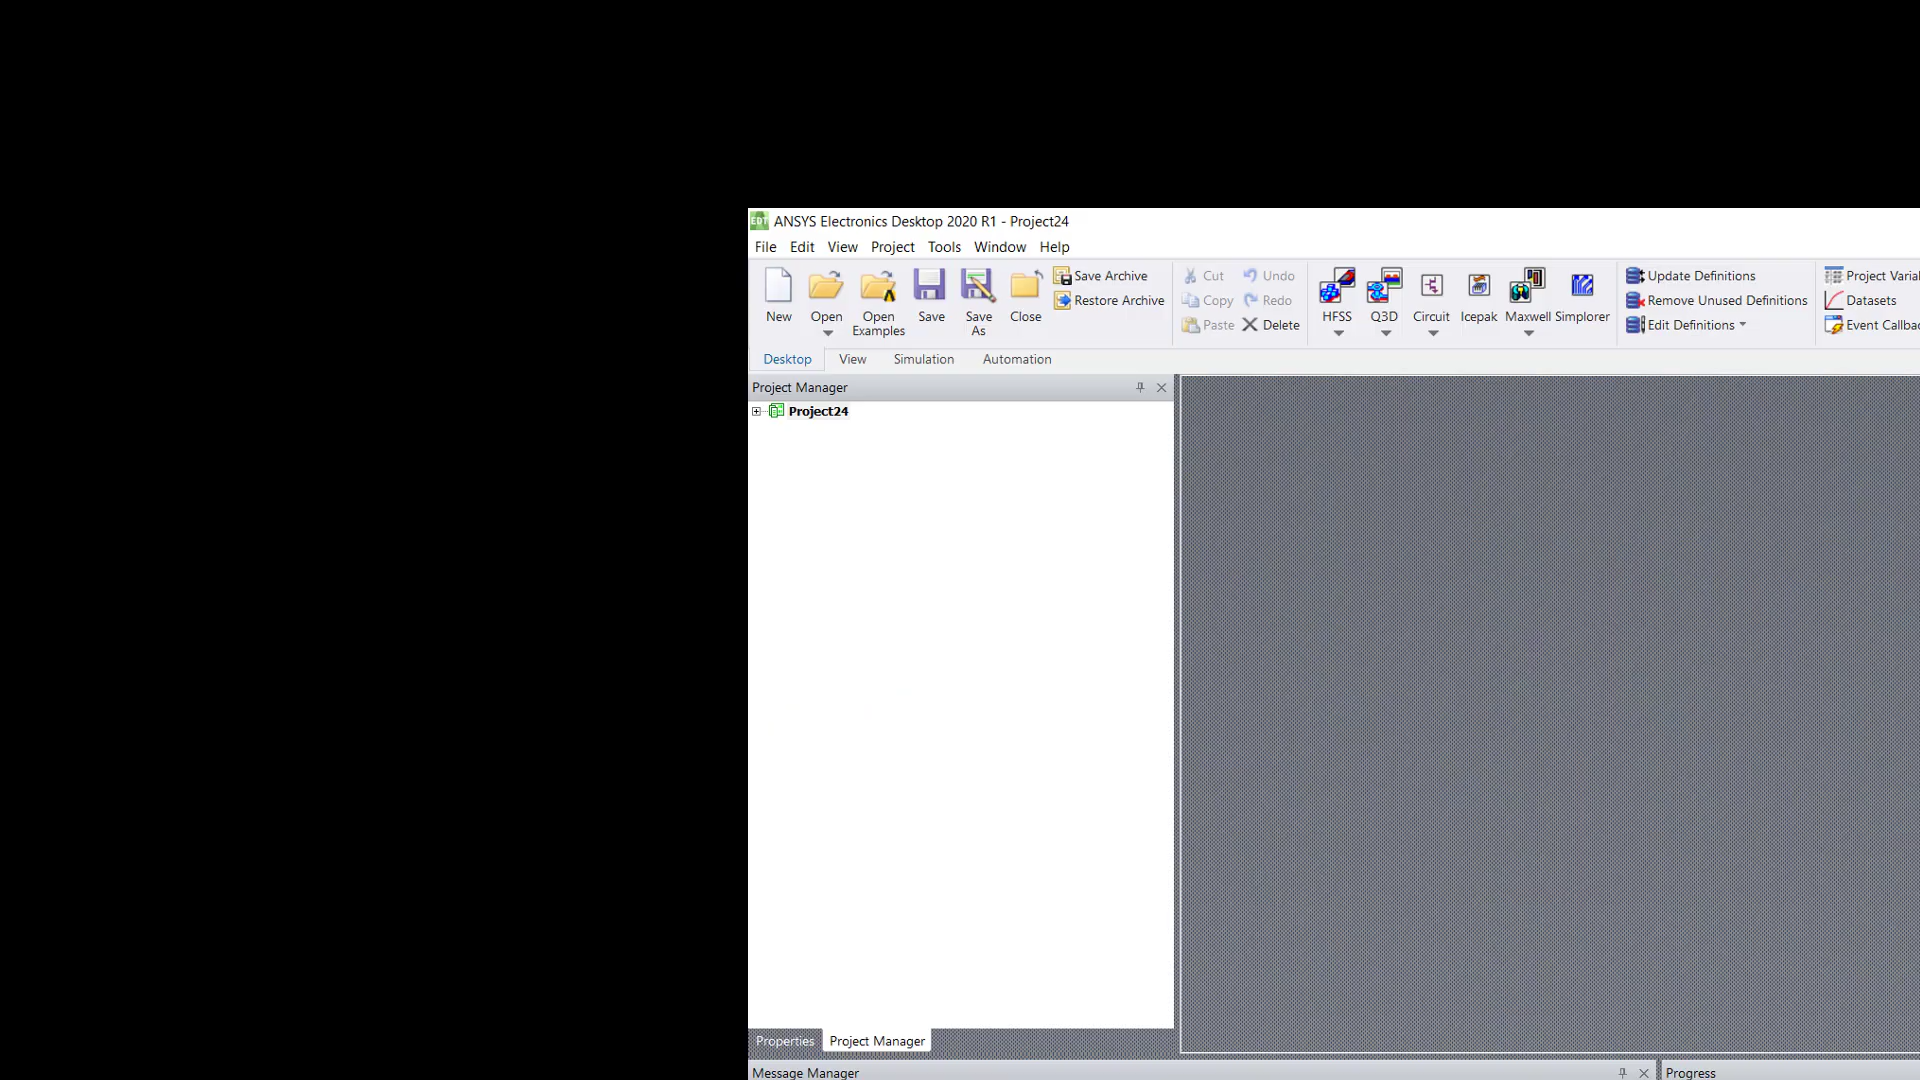 ANSYS Electronics Desktop 2020 R1 - Project24
File Edit View Project Tools Window Help
New
Open
Open Examples
Save
Save As
Close
Save Archive
Restore Archive
Cut
Copy
Paste
Undo
Redo
Delete
HFSS
Q3D
Circuit
Icepak
Maxwell
Simplorer
Update Definitions
Remove Unused Definitions
Edit Definitions
Project
Datasets
Event
Desktop View Simulation Automation
Project Manager
Project24
Properties Project Manager
Message Manager
Progress